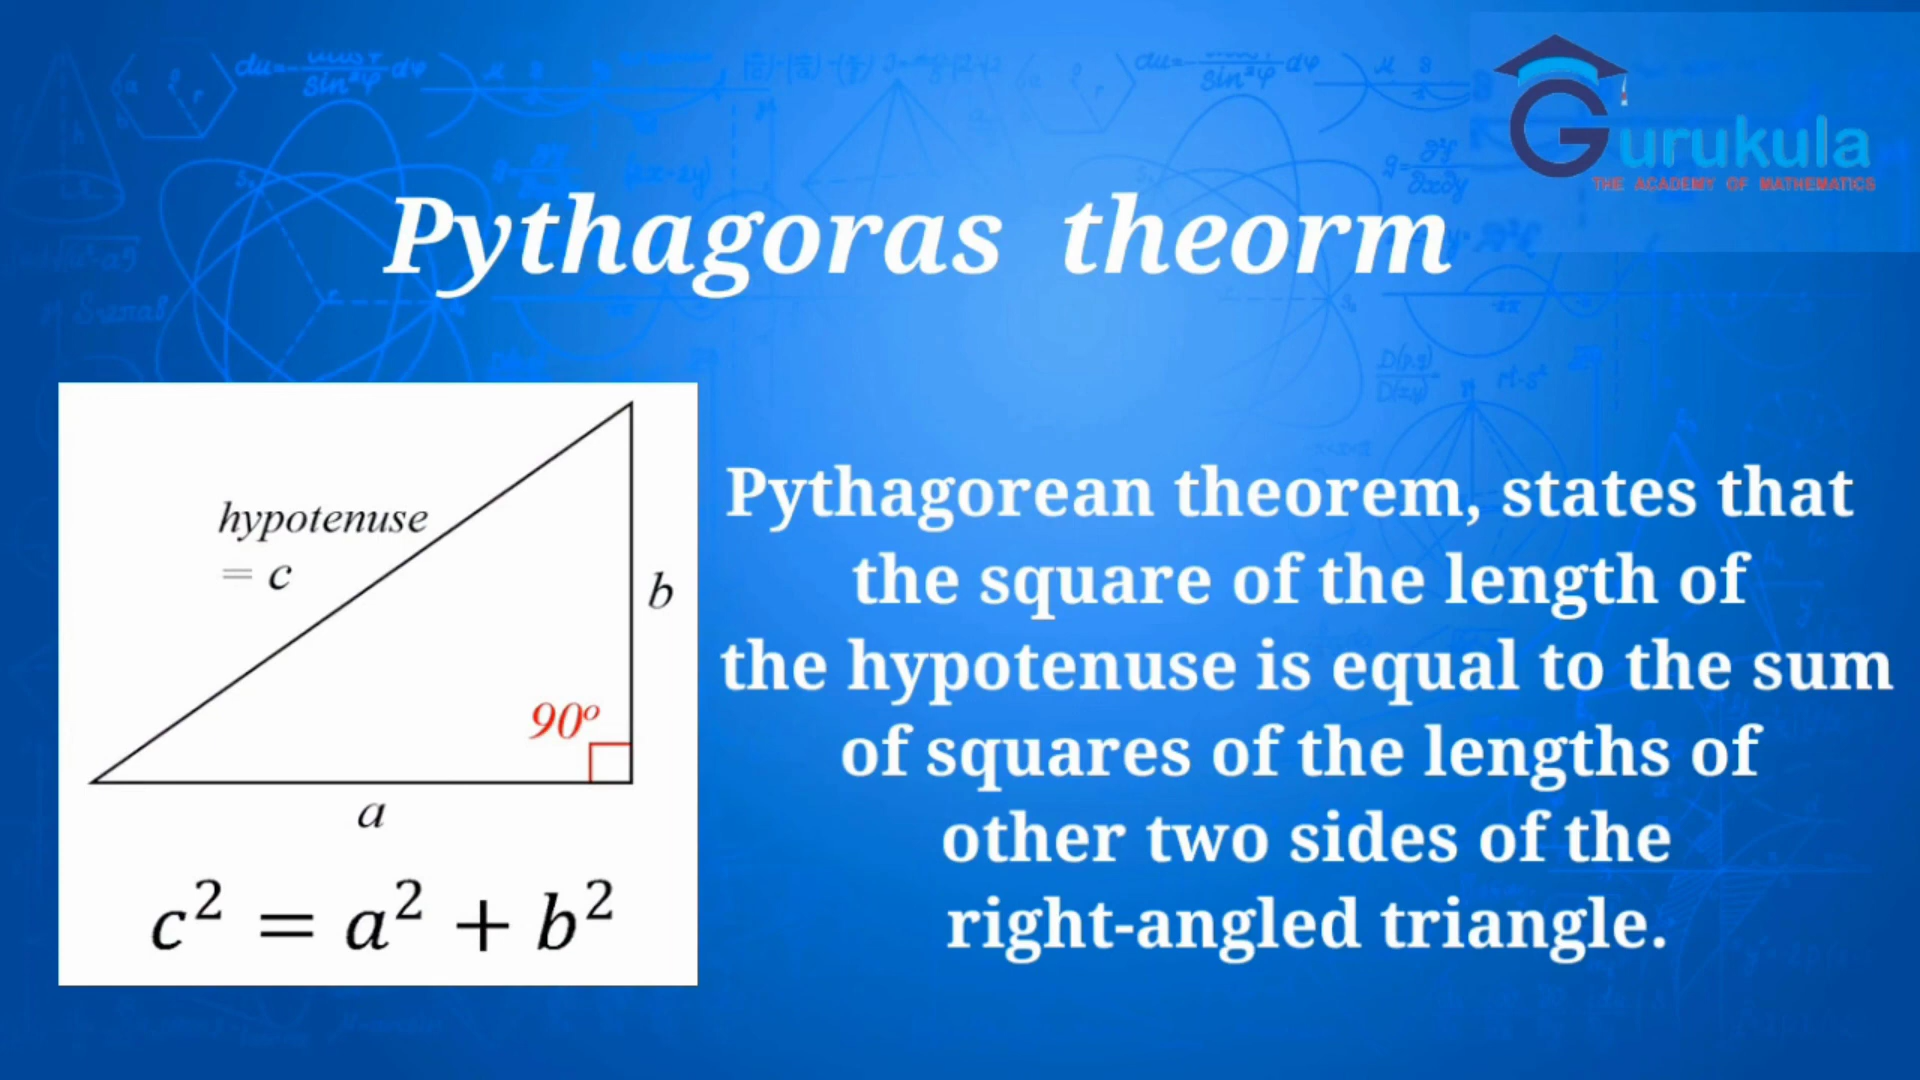 Gurukula
THE ACADEMY OF MATHEMATICS
Pythagoras theorm
hypotenuse
= c
b
90°
a
c² = a² + b²
Pythagorean theorem, states that
the square of the length of
the hypotenuse is equal to the sum
of squares of the lengths of
other two sides of the
right-angled triangle.